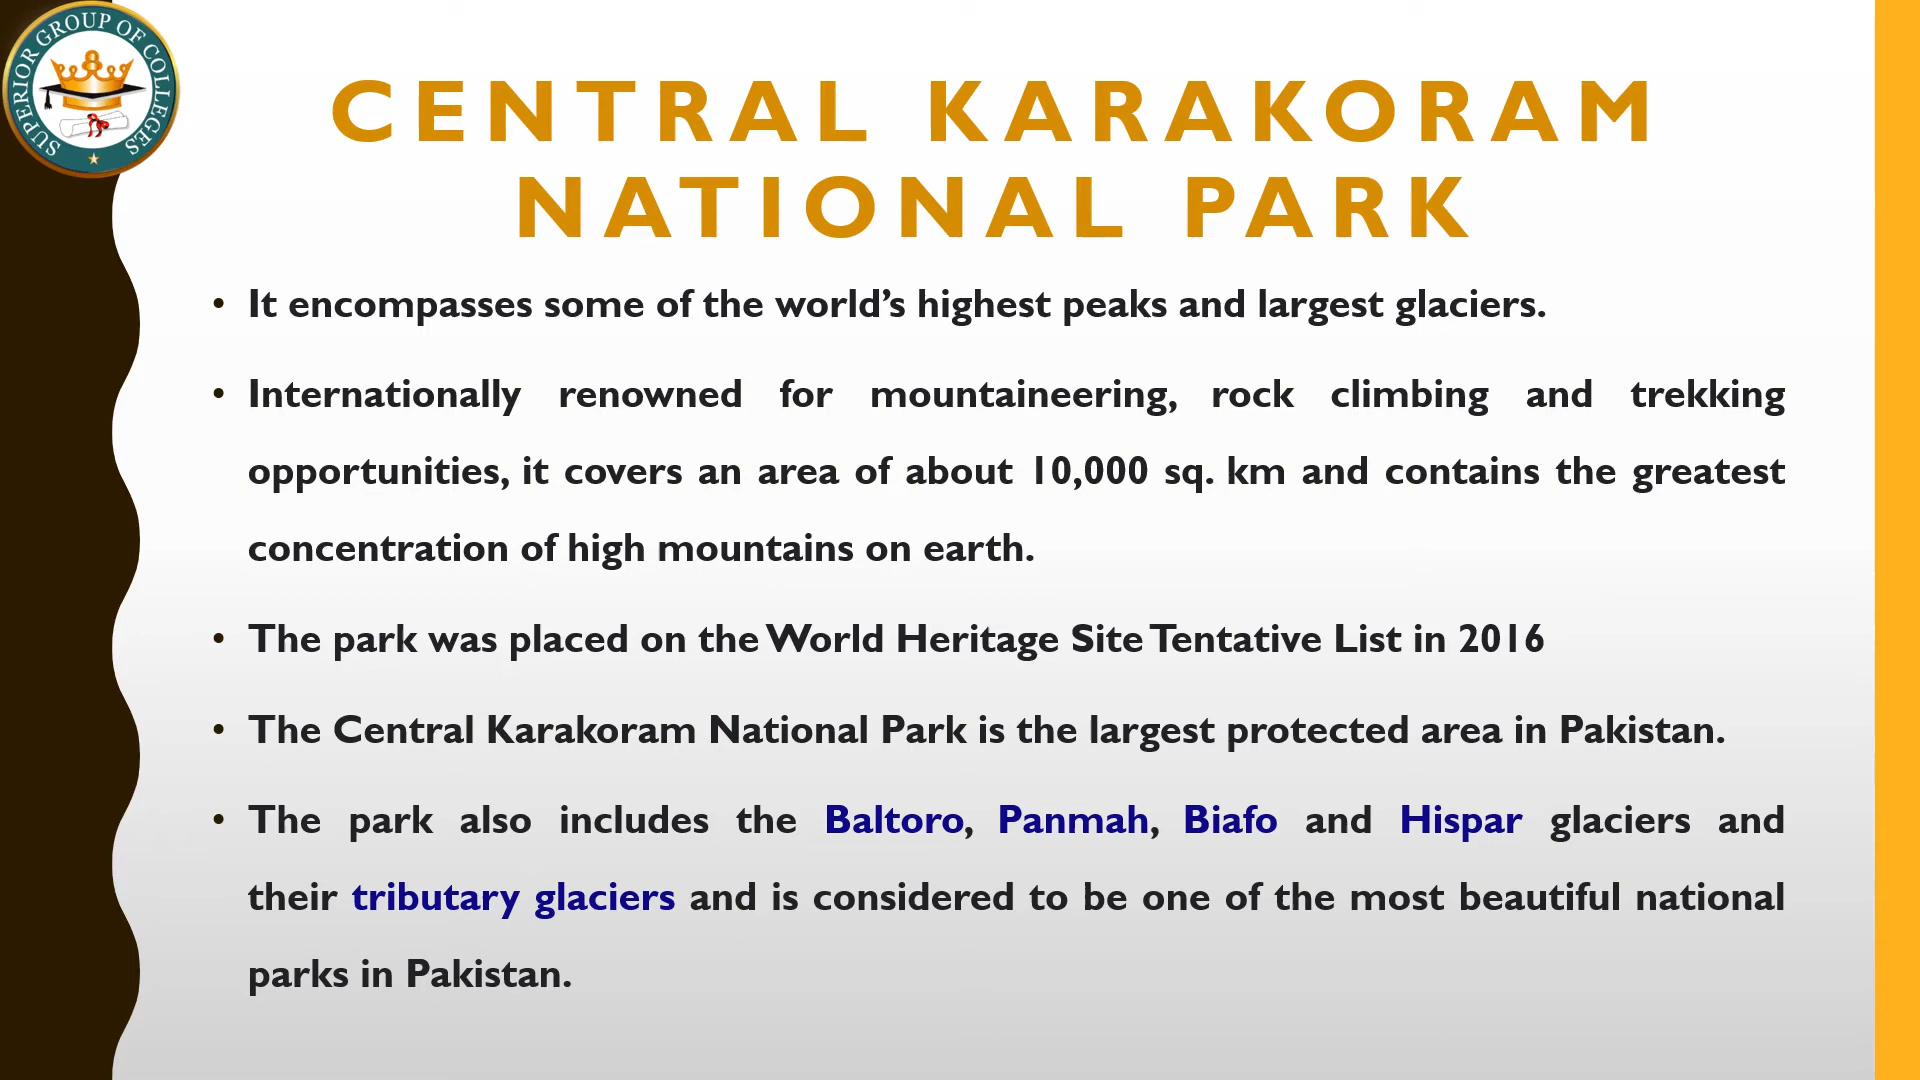 SUPERIOR GROUP OF COLLEGES
CENTRAL KARAKORAM
NATIONAL PARK
• It encompasses some of the world’s highest peaks and largest glaciers.
• Internationally renowned for mountaineering, rock climbing and trekking
opportunities, it covers an area of about 10,000 sq. km and contains the greatest
concentration of high mountains on earth.
• The park was placed on the World Heritage Site Tentative List in 2016
• The Central Karakoram National Park is the largest protected area in Pakistan.
• The park also includes the Baltoro, Panmah, Biafo and Hispar glaciers and
their tributary glaciers and is considered to be one of the most beautiful national
parks in Pakistan.